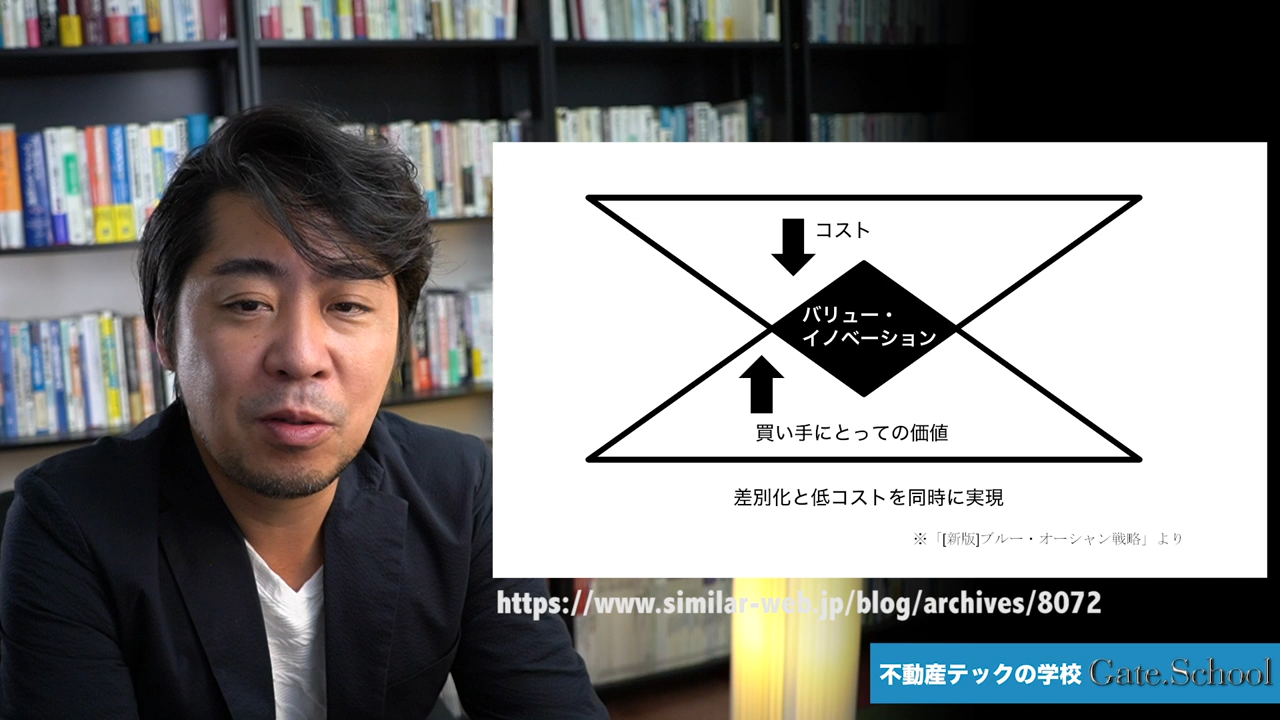 コスト
バリュー・
イノベーション
買い手にとっての価値
差別化と低コストを同時に実現
※「[新版]ブルー・オーシャン戦略」より
https://www.similar-web.jp/blog/archives/8072
不動産テックの学校 Gate.School